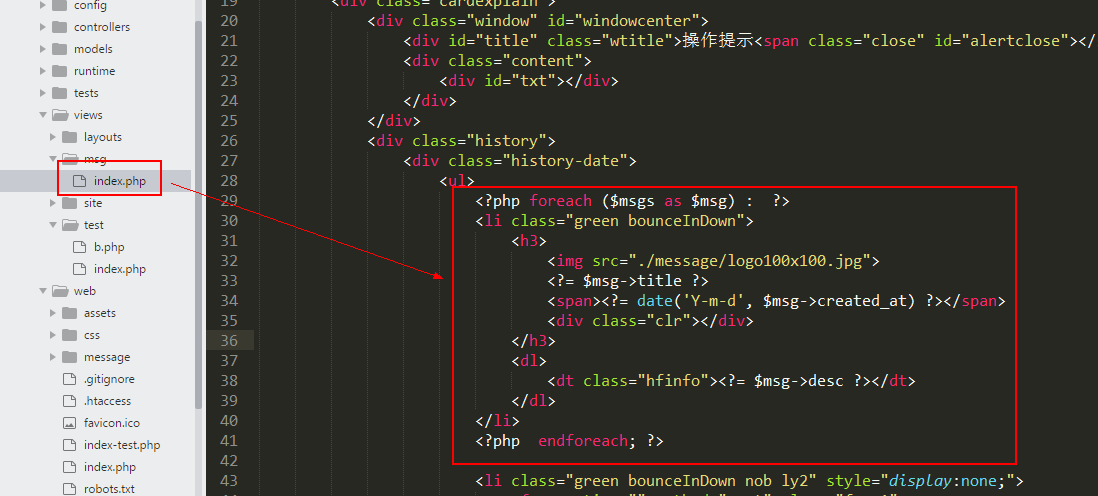 config
controllers
models
runtime
tests
views
layouts
msg
index.php
site
test
b.php
index.php
web
assets
css
message
.gitignore
.htaccess
favicon.ico
index-test.php
index.php
robots.txt
19 <div class="cardexplain">
20 <div class="window" id="windowcenter">
21 <div id="title" class="wtitle">操作提示<span class="close" id="alertclose"></
22 <div class="content">
23 <div id="txt"></div>
24 </div>
25 </div>
26 <div class="history">
27 <div class="history-date">
28 <ul>
29 <?php foreach ($msgs as $msg) :  ?>
30 <li class="green bounceInDown">
31 <h3>
32 <img src="./message/logo100x100.jpg">
33 <?= $msg->title ?>
34 <span><?= date('Y-m-d', $msg->created_at) ?></span>
35 <div class="clr"></div>
36 </h3>
37 <dl>
38 <dt class="hfinfo"><?= $msg->desc ?></dt>
39 </dl>
40 </li>
41 <?php  endforeach; ?>
42
43 <li class="green bounceInDown nob ly2" style="display:none;">